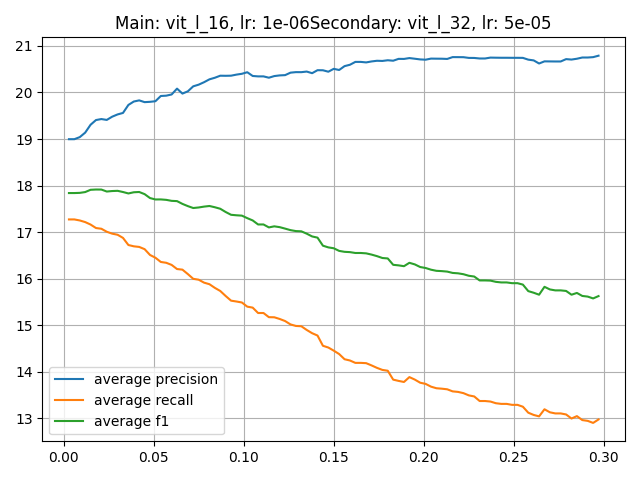 Main: vit_l_16, lr: 1e-06Secondary: vit_l_32, lr: 5e-05
21
20
19
18
17
16
15
14
13
average precision
average recall
average f1
0.00 0.05 0.10 0.15 0.20 0.25 0.30